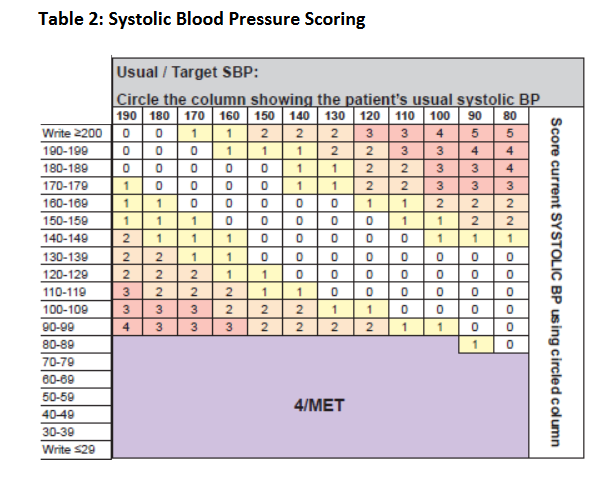 Table 2: Systolic Blood Pressure Scoring
Usual / Target SBP:
Circle the column showing the patient's usual systolic BP
190 180 170 160 150 140 130 120 110 100 90 80
Write ≥200 0 0 1 1 2 2 2 3 3 4 5 5
190-199 0 0 0 1 1 1 2 2 3 3 4 4
180-189 0 0 0 0 0 1 1 2 2 3 3 4
170-179 1 0 0 0 0 1 1 2 2 3 3 3
160-169 1 1 0 0 0 0 0 1 1 2 2 2
150-159 1 1 1 0 0 0 0 0 1 1 2 2
140-149 2 1 1 1 0 0 0 0 0 1 1 1
130-139 2 2 1 1 0 0 0 0 0 0 0 0
120-129 2 2 2 1 1 0 0 0 0 0 0 0
110-119 3 2 2 2 1 1 0 0 0 0 0 0
100-109 3 3 3 2 2 2 1 1 0 0 0 0
90-99 4 3 3 3 2 2 2 2 1 1 0 0
80-89 1 0
70-79
60-69
50-59
4/MET
40-49
30-39
Write ≤29
Score current SYSTOLIC BP using circled column